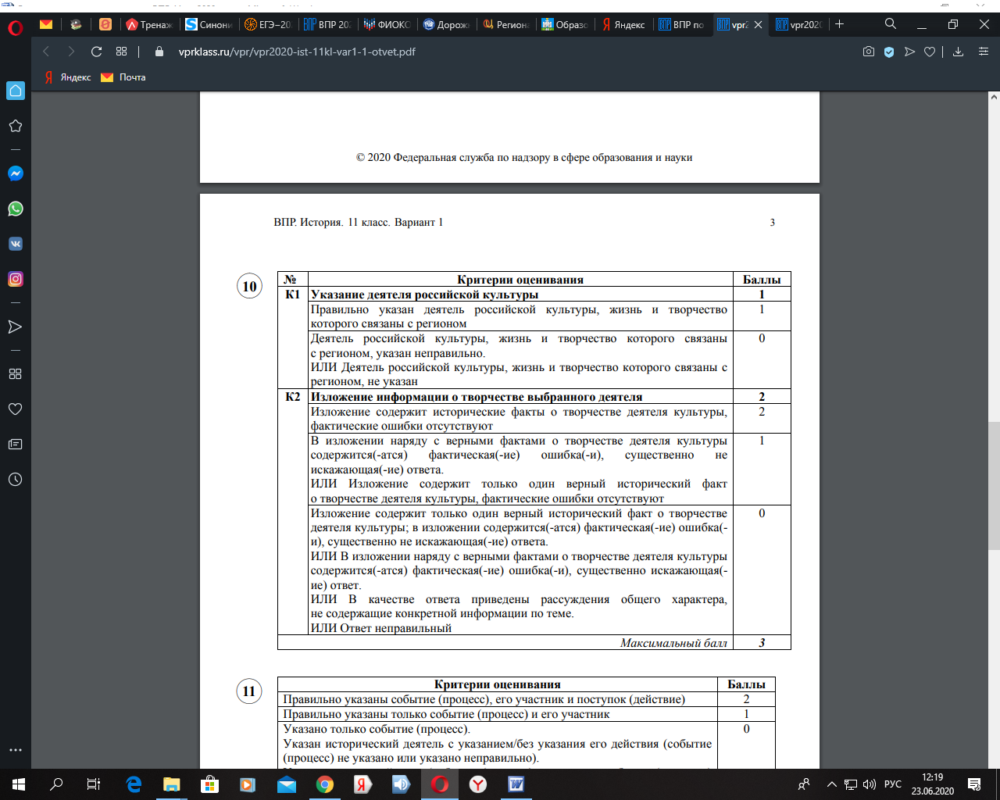 Тренаж
Синони
ЕГЭ–20
ВПР 202
ФИОКО
Дорожн
Региона
Образо
Яндекс
ВПР по
vpr2
vpr2020
vprklass.ru/vpr/vpr2020-ist-11kl-var1-1-otvet.pdf
Яндекс
Почта
© 2020 Федеральная служба по надзору в сфере образования и науки
ВПР. История. 11 класс. Вариант 1
3
10
№ Критерии оценивания Баллы
К1 Указание деятеля российской культуры 1
Правильно указан деятель российской культуры, жизнь и творчество 1
которого связаны с регионом
Деятель российской культуры, жизнь и творчество которого связаны 0
с регионом, указан неправильно.
ИЛИ Деятель российской культуры, жизнь и творчество которого связаны с
регионом, не указан
К2 Изложение информации о творчестве выбранного деятеля 2
Изложение содержит исторические факты о творчестве деятеля культуры, 2
фактические ошибки отсутствуют
В изложении наряду с верными фактами о творчестве деятеля культуры 1
содержится(-атся) фактическая(-ие) ошибка(-и), существенно не
искажающая(-ие) ответа.
ИЛИ Изложение содержит только один верный исторический факт
о творчестве деятеля культуры, фактические ошибки отсутствуют
Изложение содержит только один верный исторический факт о творчестве 0
деятеля культуры; в изложении содержится(-атся) фактическая(-ие) ошибка(-
и), существенно не искажающая(-ие) ответа.
ИЛИ В изложении наряду с верными фактами о творчестве деятеля культуры
содержится(-атся) фактическая(-ие) ошибка(-и), существенно искажающая(-
ие) ответ.
ИЛИ В качестве ответа приведены рассуждения общего характера,
не содержащие конкретной информации по теме.
ИЛИ Ответ неправильный
Максимальный балл 3
11
Критерии оценивания Баллы
Правильно указаны событие (процесс), его участник и поступок (действие) 2
Правильно указаны только событие (процесс) и его участник 1
Указано только событие (процесс). 0
Указан исторический деятель с указанием/без указания его действия (событие
(процесс) не указано или указано неправильно).
РУС
12:19
23.06.2020